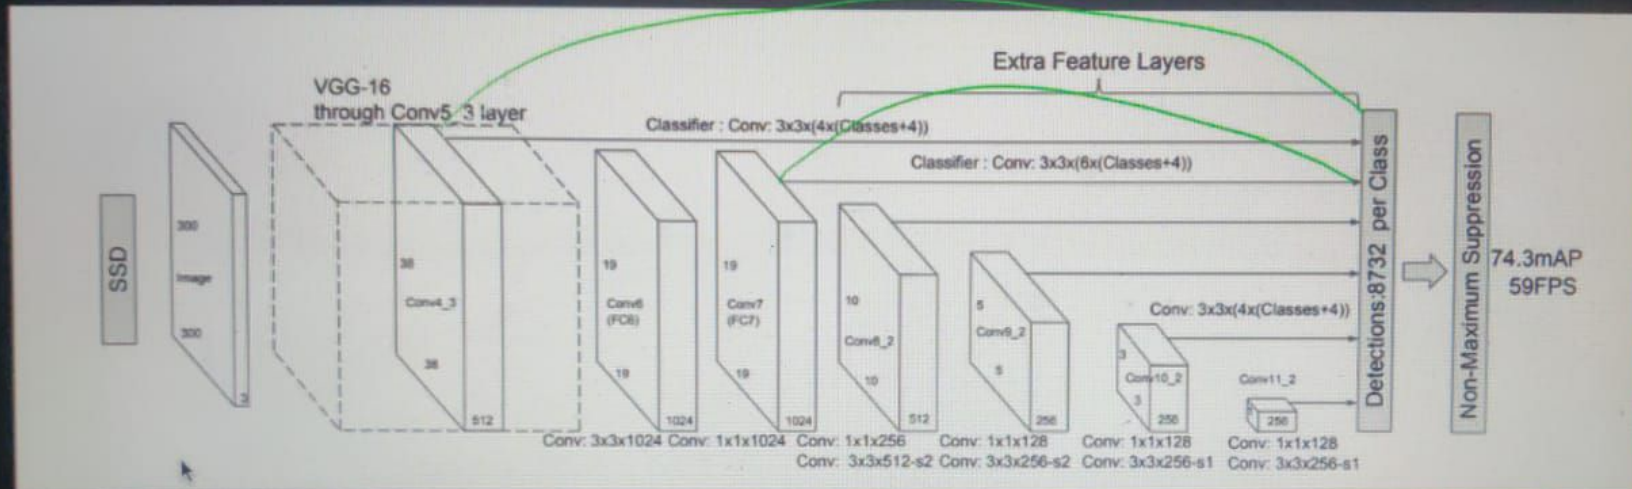 Extra Feature Layers
VGG-16
through Conv5_3 layer
Classifier : Conv: 3x3x(4x(Classes+4))
Classifier : Conv: 3x3x(6x(Classes+4))
SSD
300
Image
300
3
38
Conv4_3
38
512
19
Conv6
(FC6)
19
1024
19
Conv7
(FC7)
19
1024
10
Conv8_2
10
512
5
Conv9_2
5
256
Conv: 3x3x(4x(Classes+4))
3
Conv10_2
3
256
Conv11_2
256
Detections:8732 per Class
Non-Maximum Suppression
74.3mAP
59FPS
Conv: 3x3x1024 Conv: 1x1x1024 Conv: 1x1x256 Conv: 1x1x128 Conv: 1x1x128 Conv: 1x1x128
Conv: 3x3x512-s2 Conv: 3x3x256-s2 Conv: 3x3x256-s1 Conv: 3x3x256-s1